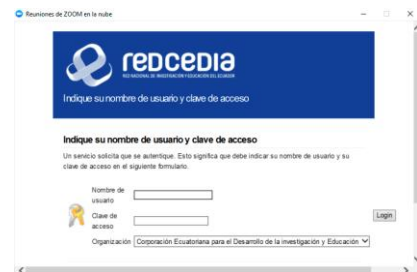 Reuniones de ZOOM en la nube
redcedia
RED NACIONAL DE INVESTIGACIÓN Y EDUCACIÓN DEL ECUADOR
Indique su nombre de usuario y clave de acceso
Indique su nombre de usuario y clave de acceso
Un servicio solicita que se autentique. Esto significa que debe indicar su nombre de usuario y su
clave de acceso en el siguiente formulario.
Nombre de
usuario
Clave de
acceso
Login
Organización Corporación Ecuatoriana para el Desarrollo de la investigación y Educación